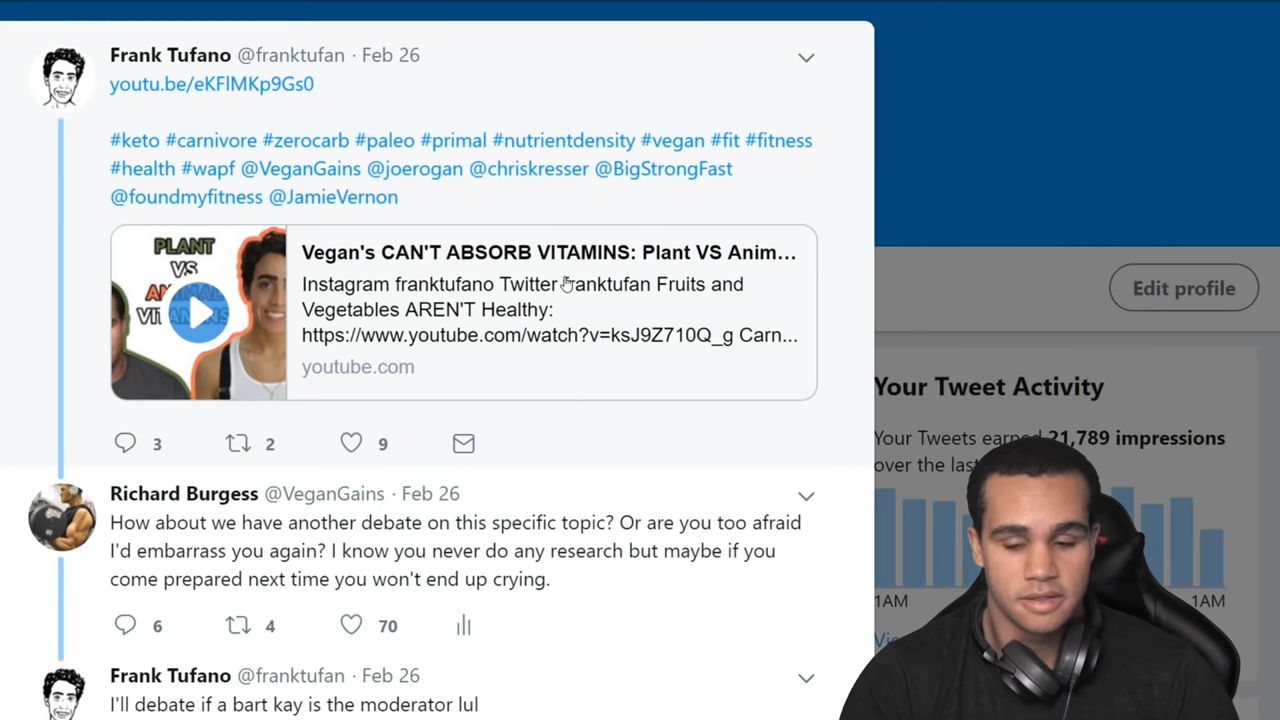 Frank Tufano @franktufan · Feb 26
youtu.be/eKFlMKp9Gs0
#keto #carnivore #zerocarb #paleo #primal #nutrientdensity #vegan #fit #fitness
#health #wapf @VeganGains @joerogan @chriskresser @BigStrongFast
@foundmyfitness @JamieVernon
PLANT
VS
Vegan's CAN'T ABSORB VITAMINS: Plant VS Anim...
Instagram franktufano Twitter franktufan Fruits and
Vegetables AREN'T Healthy:
https://www.youtube.com/watch?v=ksJ9Z710Q_g Carn...
youtube.com
3 2 9
Richard Burgess @VeganGains · Feb 26
How about we have another debate on this specific topic? Or are you too afraid
I'd embarrass you again? I know you never do any research but maybe if you
come prepared next time you won't end up crying.
6 4 70
Frank Tufano @franktufan · Feb 26
I'll debate if a bart kay is the moderator lul
Edit profile
Your Tweet Activity
Your Tweets earned 21,789 impressions
over the last
1AM 1AM